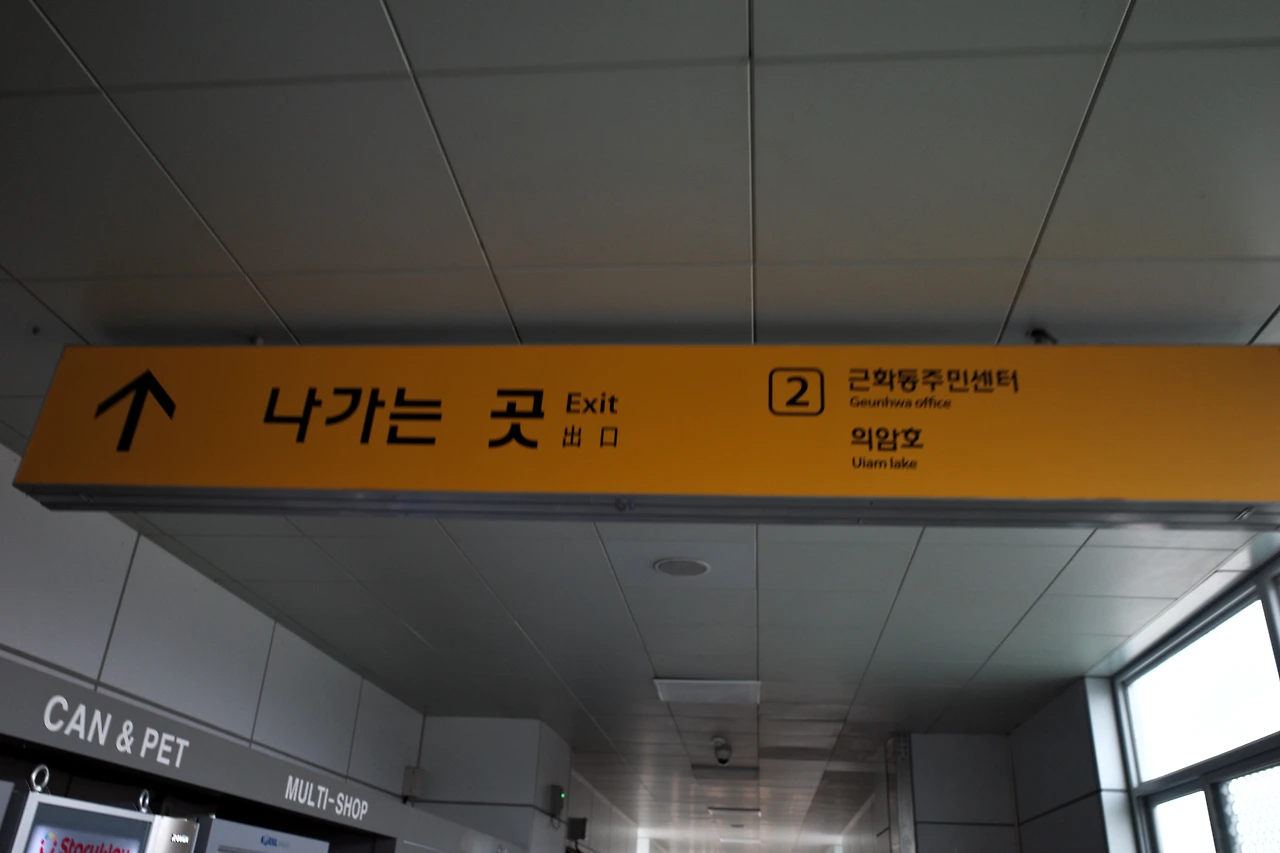 나가는 곳
Exit
出 口
2
근화동주민센터
Geunhwa office
의암호
Uiam lake
CAN & PET
MULTI-SHOP
StoryWay